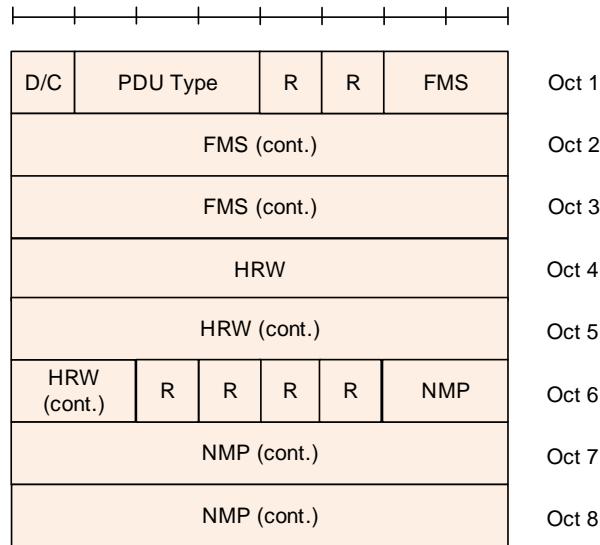 D/C PDU Type R R FMS Oct 1
FMS (cont.) Oct 2
FMS (cont.) Oct 3
HRW Oct 4
HRW (cont.) Oct 5
HRW
(cont.) R R R R NMP Oct 6
NMP (cont.) Oct 7
NMP (cont.) Oct 8